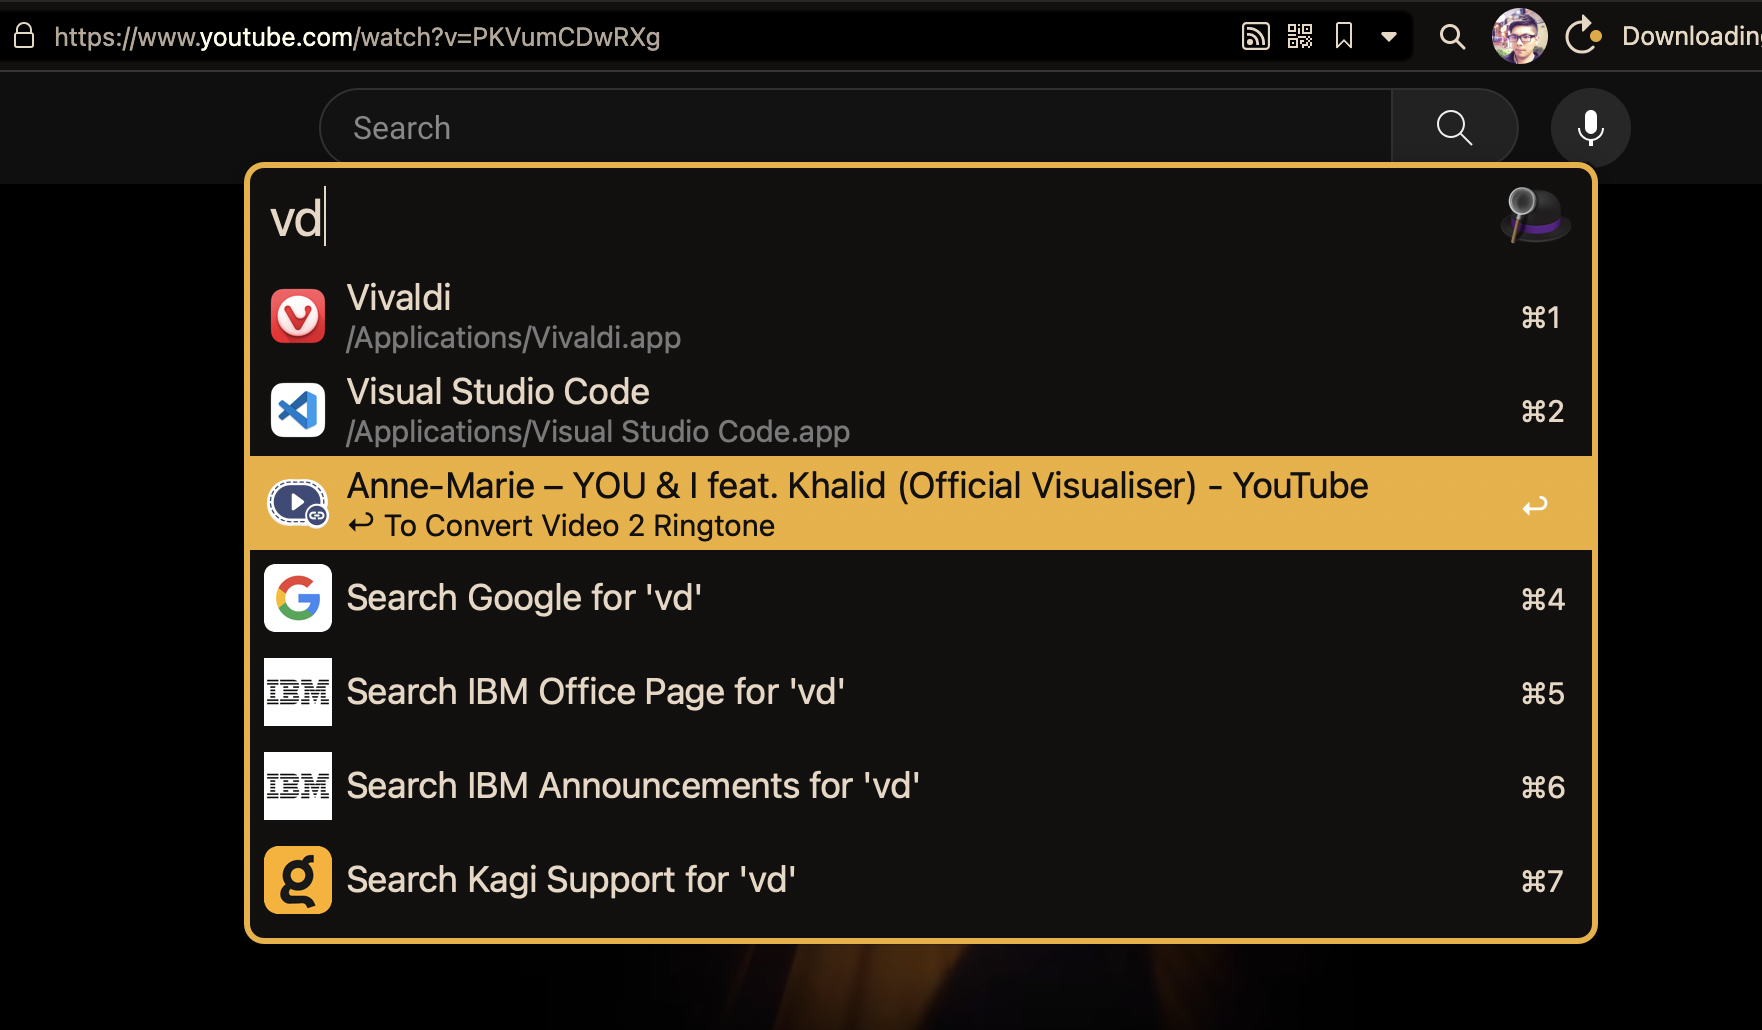 https://www.youtube.com/watch?v=PKVumCDwRXg
Downloading
Search
vd
Vivaldi
/Applications/Vivaldi.app
⌘1
Visual Studio Code
/Applications/Visual Studio Code.app
⌘2
Anne-Marie – YOU & I feat. Khalid (Official Visualiser) - YouTube
↩ To Convert Video 2 Ringtone
↩
Search Google for 'vd'
⌘4
IBM
Search IBM Office Page for 'vd'
⌘5
IBM
Search IBM Announcements for 'vd'
⌘6
g
Search Kagi Support for 'vd'
⌘7